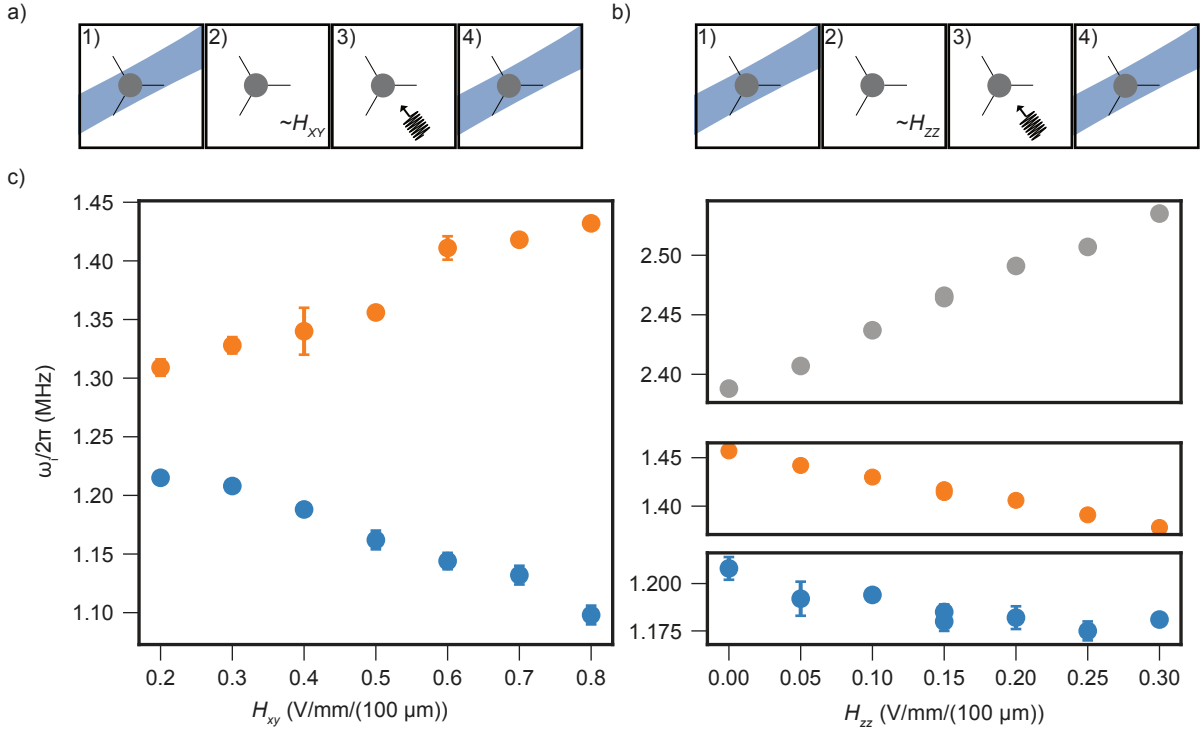 a)
1) 2) 3) 4)
~H_XY
b)
1) 2) 3) 4)
~H_ZZ
c)
1.45
1.40
1.35
1.30
1.25
1.20
1.15
1.10
ω_i/2π (MHz)
0.2 0.3 0.4 0.5 0.6 0.7 0.8
H_xy (V/mm/(100 µm))
2.50
2.45
2.40
1.45
1.40
1.200
1.175
0.00 0.05 0.10 0.15 0.20 0.25 0.30
H_zz (V/mm/(100 µm))